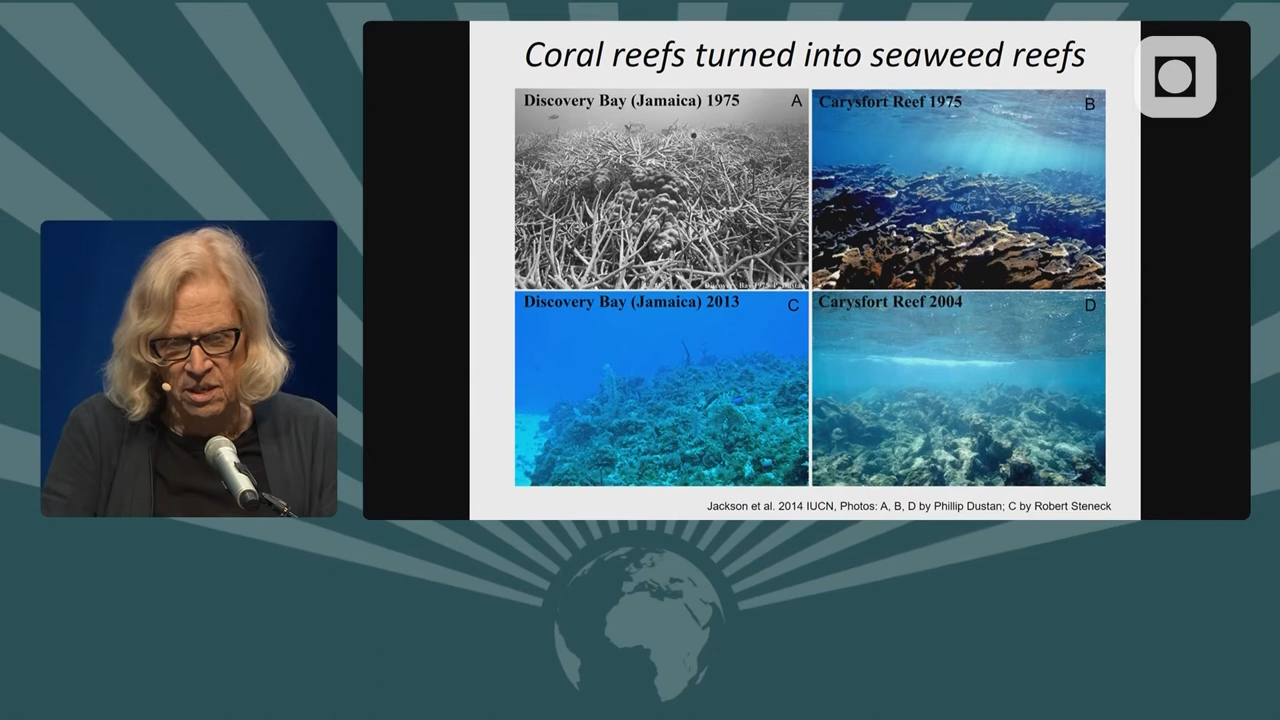 Coral reefs turned into seaweed reefs
Discovery Bay (Jamaica) 1975 A
Carysfort Reef 1975 B
Discovery Bay (Jamaica) 2013 C
Carysfort Reef 2004 D
Jackson et al. 2014 IUCN, Photos: A, B, D by Phillip Dustan; C by Robert Steneck